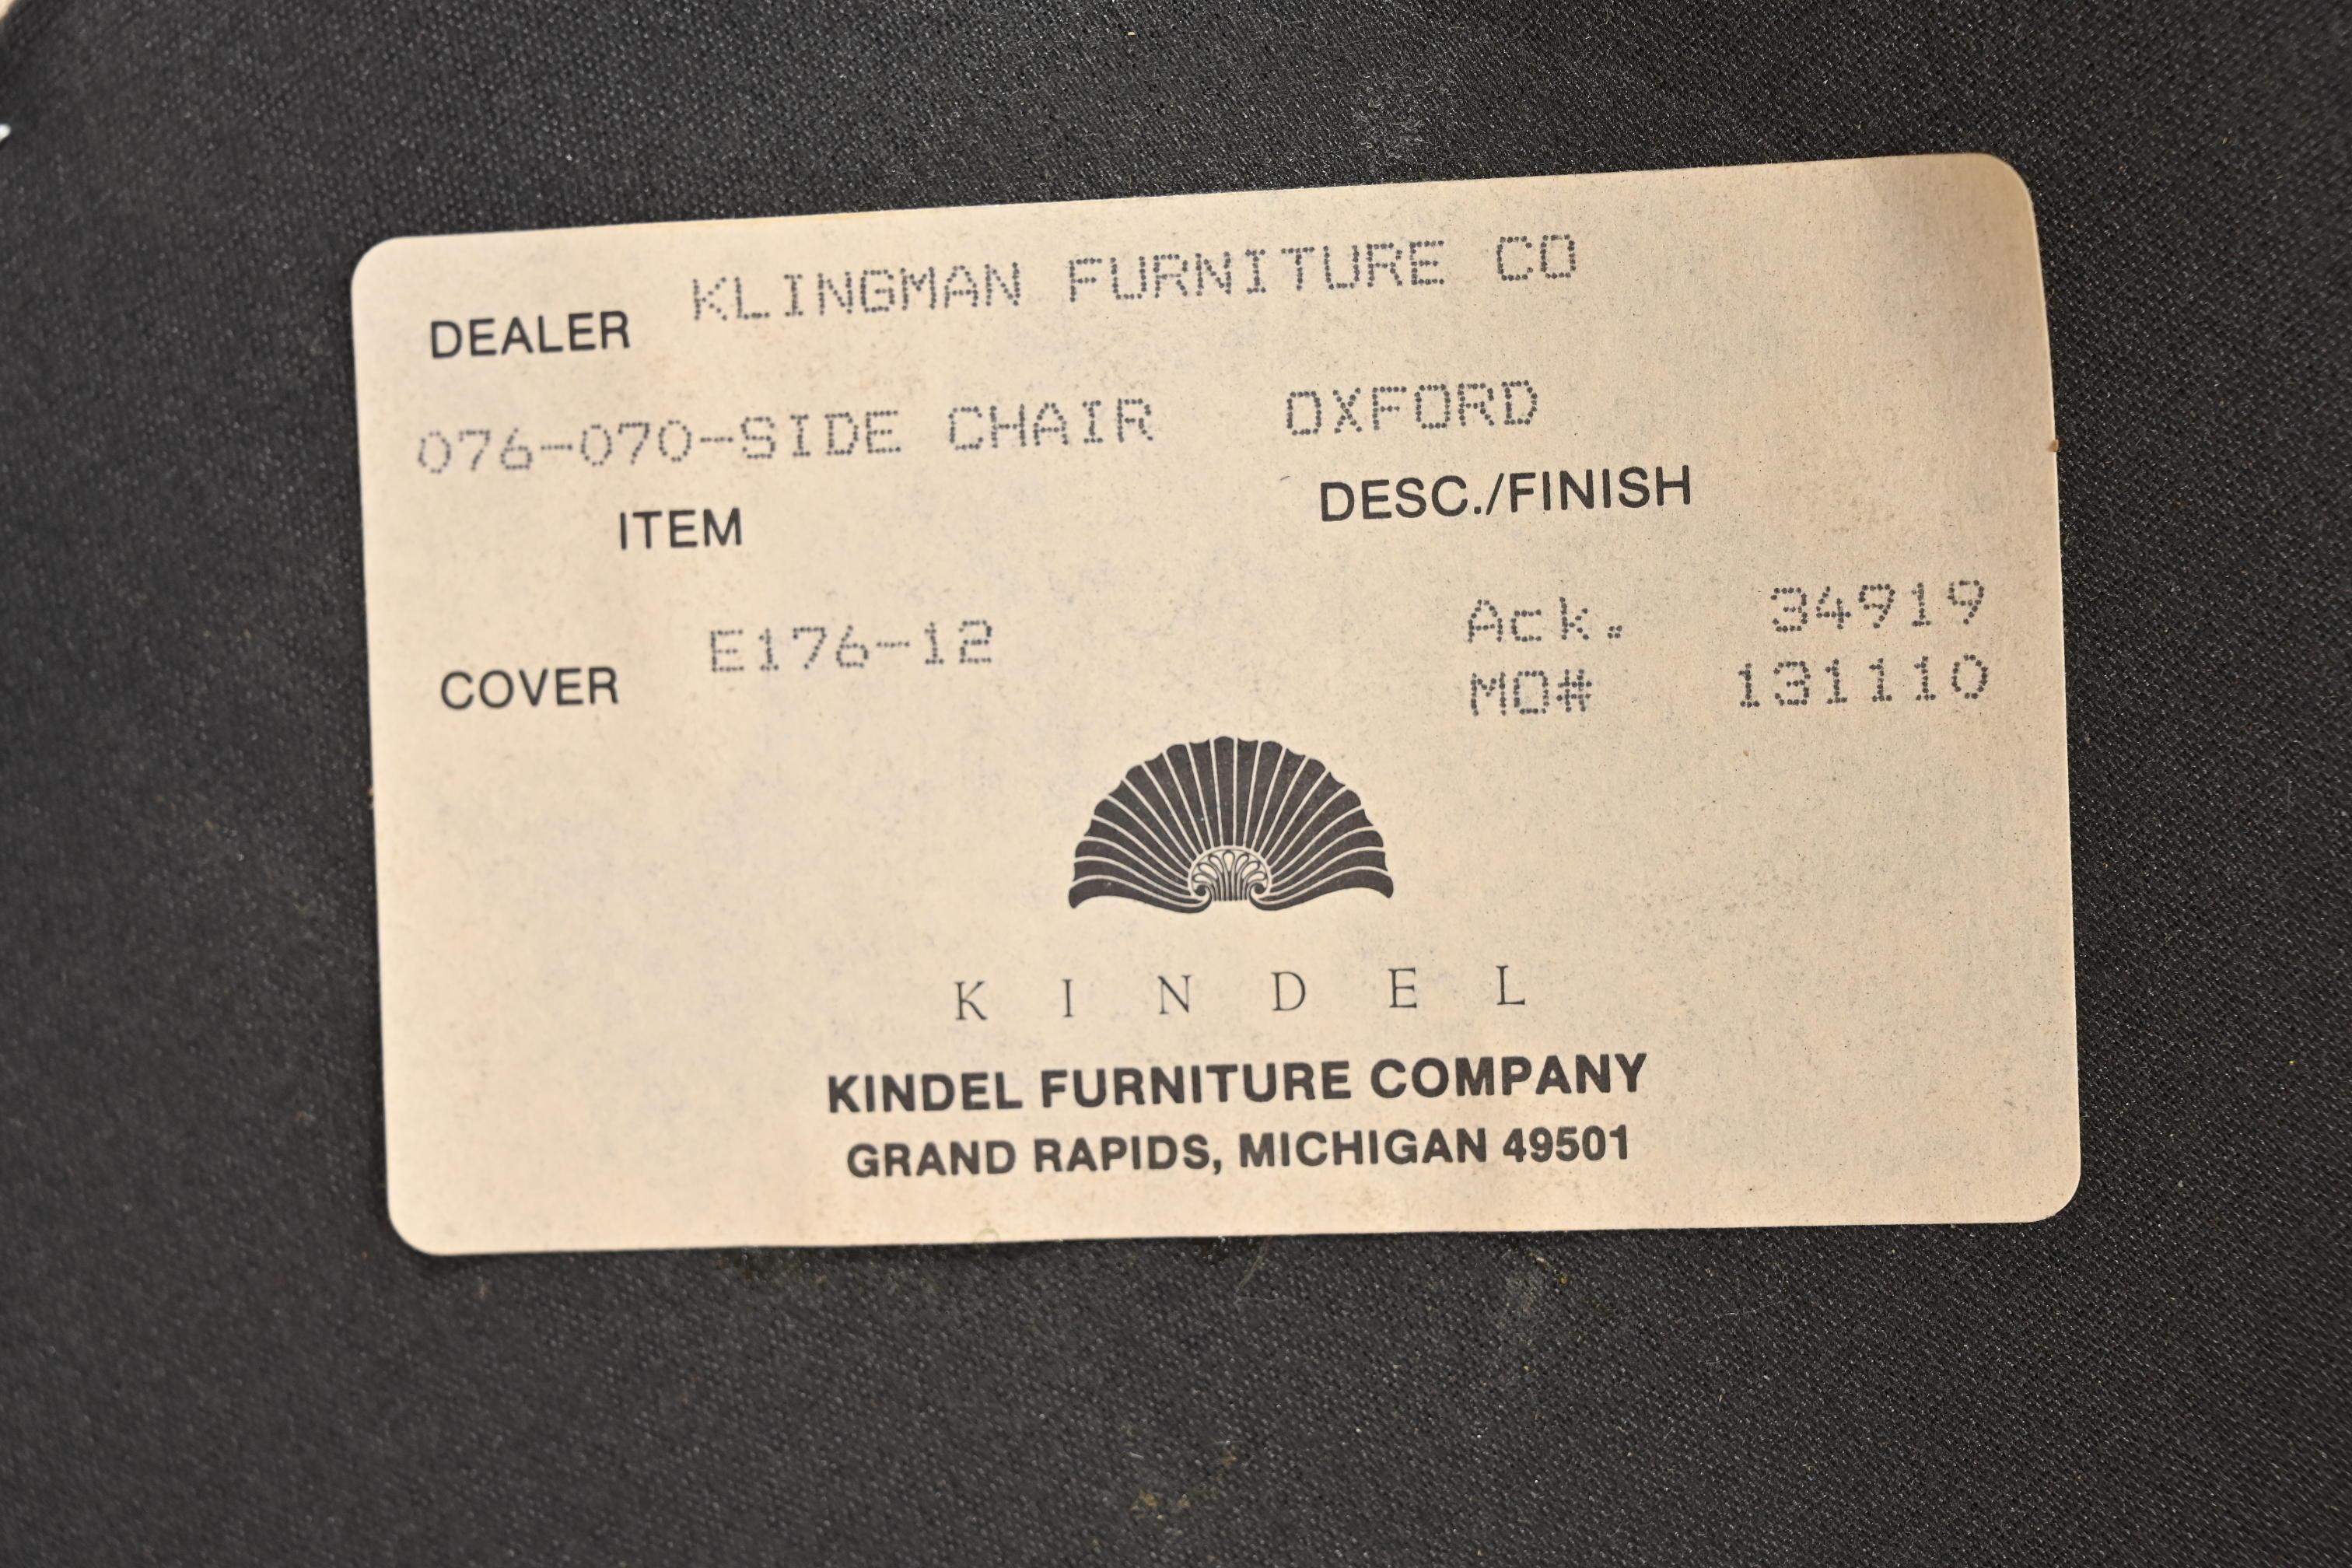 DEALER KLINGMAN FURNITURE CO
076-070-SIDE CHAIR OXFORD
ITEM DESC./FINISH
COVER E176-12 Ack. 34919
MO# 131110
KINDEL
KINDEL FURNITURE COMPANY
GRAND RAPIDS, MICHIGAN 49501